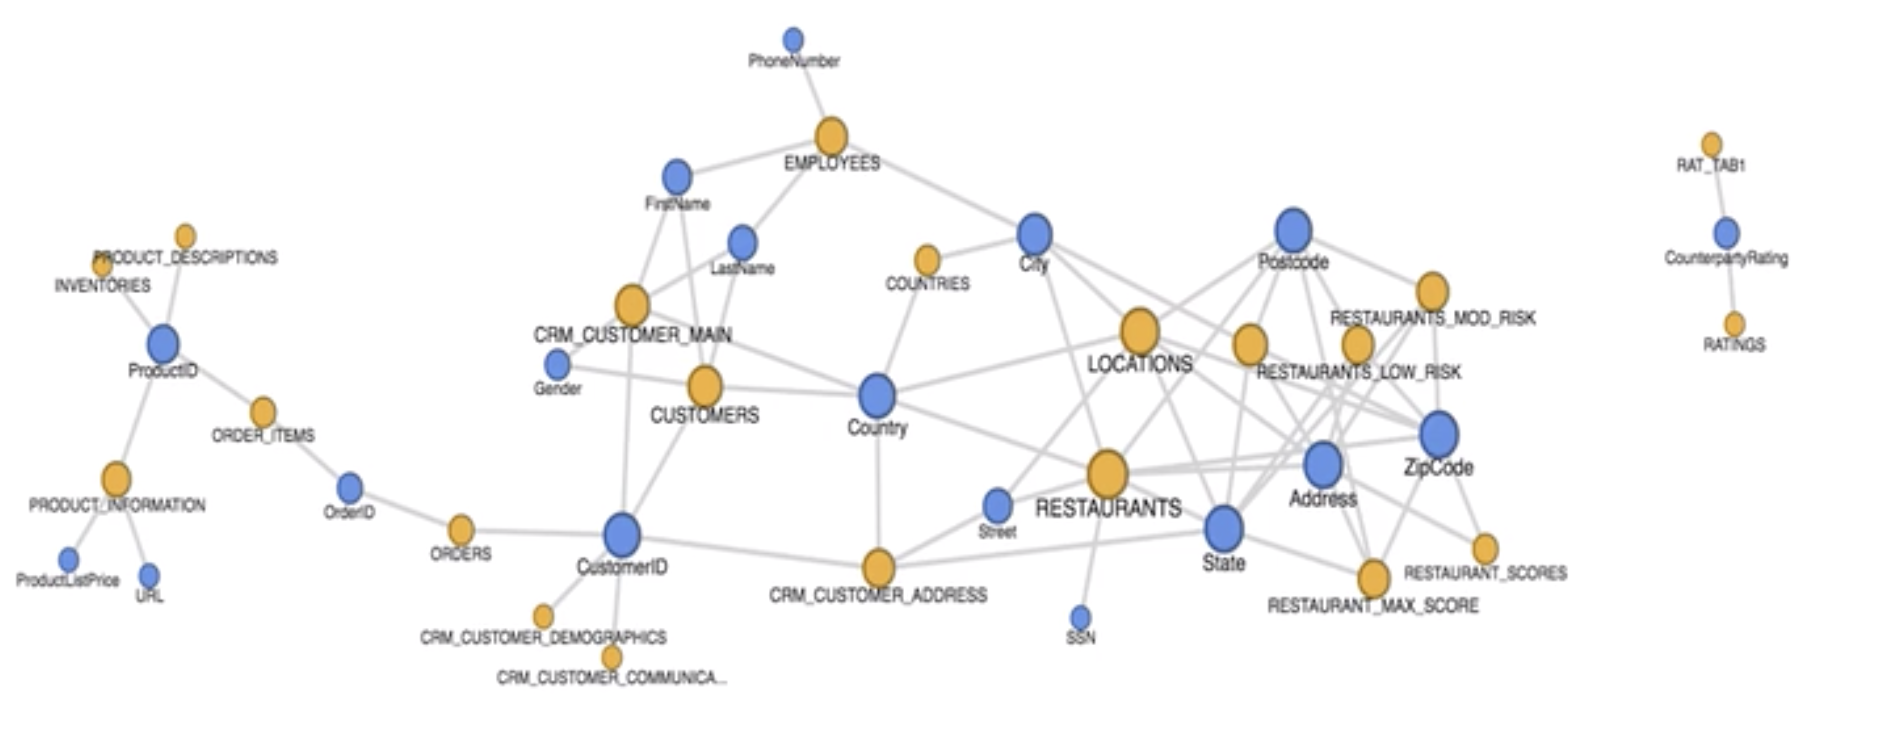 PhoneNumber
EMPLOYEES
RAT_TAB1
FirstName
PRODUCT_DESCRIPTIONS
CounterpartyRating
City
Postcode
LastName
INVENTORIES
COUNTRIES
RESTAURANTS_MOD_RISK
CRM_CUSTOMER_MAIN
RATINGS
LOCATIONS
ProductID
RESTAURANTS_LOW_RISK
Gender
CUSTOMERS
Country
ORDER_ITEMS
ZipCode
Address
PRODUCT_INFORMATION
RESTAURANTS
OrderID
Street
ORDERS
State
CustomerID
RESTAURANT_SCORES
ProductListPrice
URL
CRM_CUSTOMER_ADDRESS
RESTAURANT_MAX_SCORE
CRM_CUSTOMER_DEMOGRAPHICS
SSN
CRM_CUSTOMER_COMMUNICA...